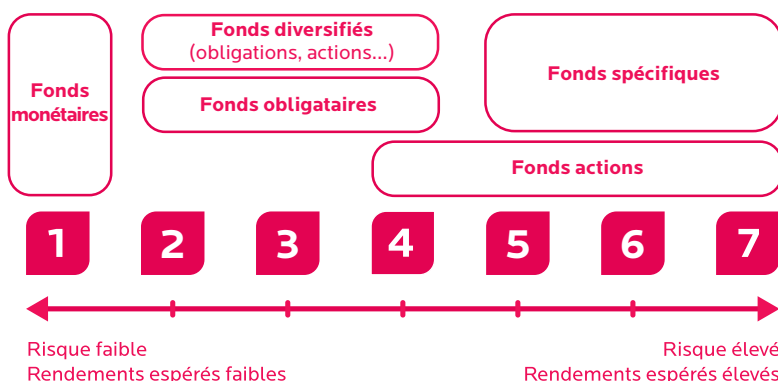 Fonds
monétaires
Fonds diversifiés
(obligations, actions...)
Fonds obligataires
Fonds spécifiques
Fonds actions
1 2 3 4 5 6 7
Risque faible
Rendements espérés faibles
Risque élevé
Rendements espérés élevés